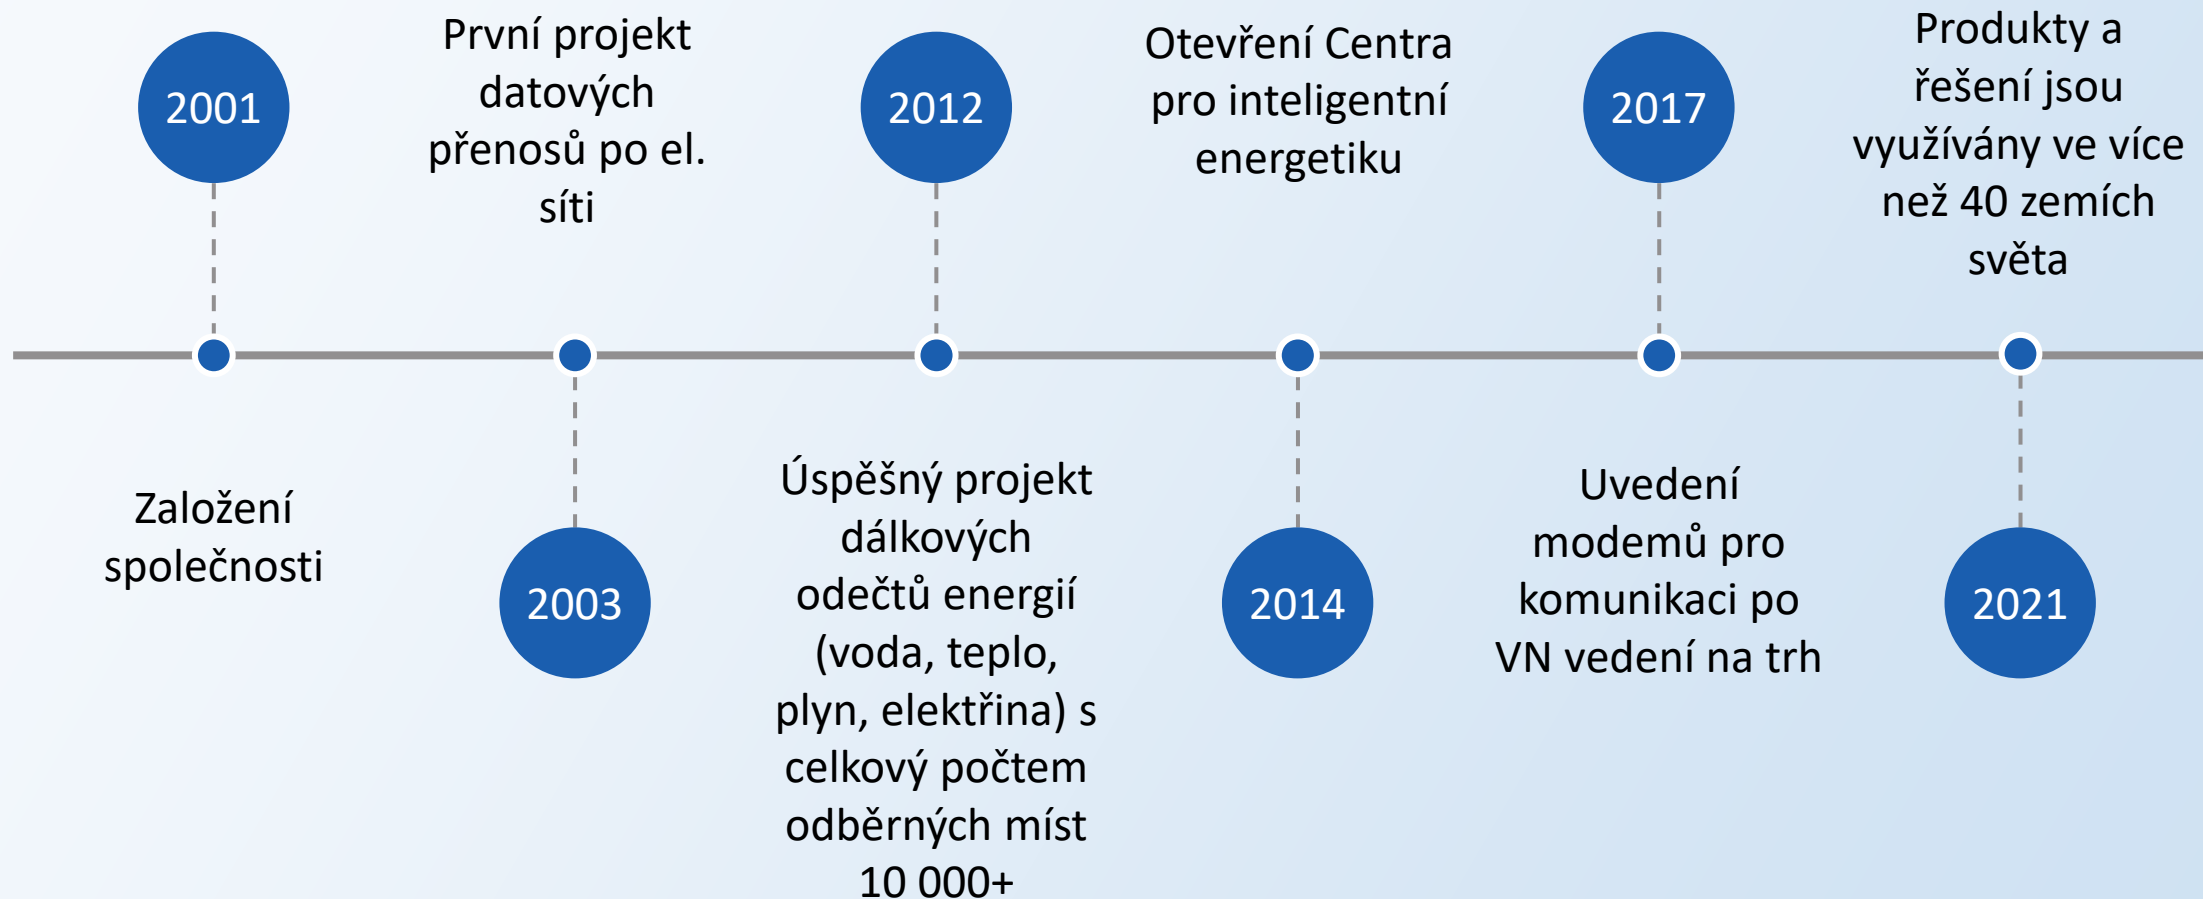 2001
Založení
společnosti
První projekt
datových
přenosů po el.
síti
2003
2012
Úspěšný projekt
dálkových
odečtů energií
(voda, teplo,
plyn, elektřina) s
celkový počtem
odběrných míst
10 000+
Otevření Centra
pro inteligentní
energetiku
2014
2017
Uvedení
modemů pro
komunikaci po
VN vedení na trh
Produkty a
řešení jsou
využívány ve více
než 40 zemích
světa
2021